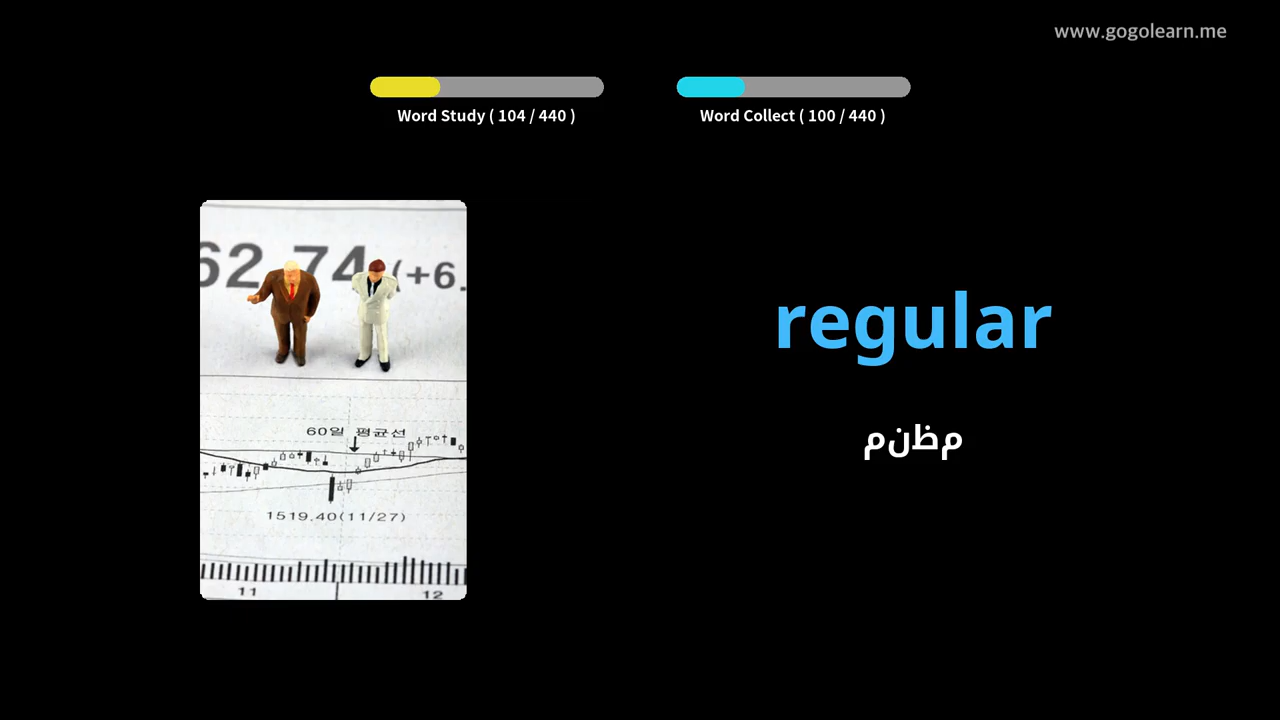 www.gogolearn.me
Word Study ( 104 / 440 )
Word Collect ( 100 / 440 )
62.74 (+6.
60일 평균선
1519.40(11/27)
11
12
regular
مظنم